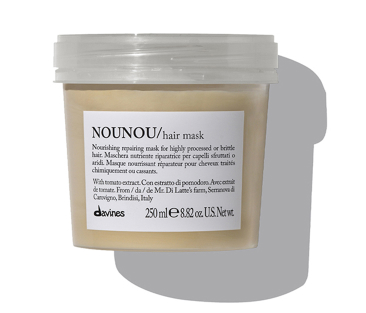 NOUNOU/hair mask
Nourishing repairing mask for highly processed or brittle
hair. Maschera nutriente riparatrice per capelli sfruttati o
aridi. Masque nourrissant réparateur pour cheveux traités
chimiquement ou cassants.
With tomato extract. Con estratto di pomodoro. Avec extrait
de tomate. From / da / de Mr. Di Latte's farm, Serranova di
Carovigno, Brindisi, Italy
davines 250 ml ℮ 8.82 oz. U.S. Net wt.